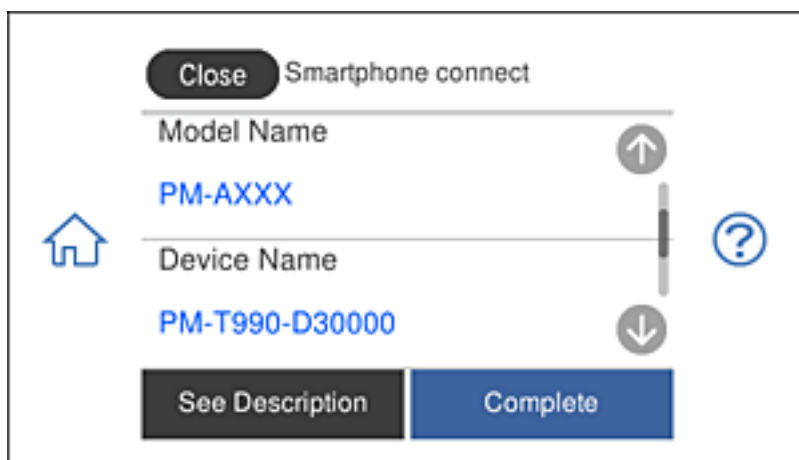 Close Smartphone connect
Model Name
PM-AXXX
Device Name
PM-T990-D30000
See Description Complete